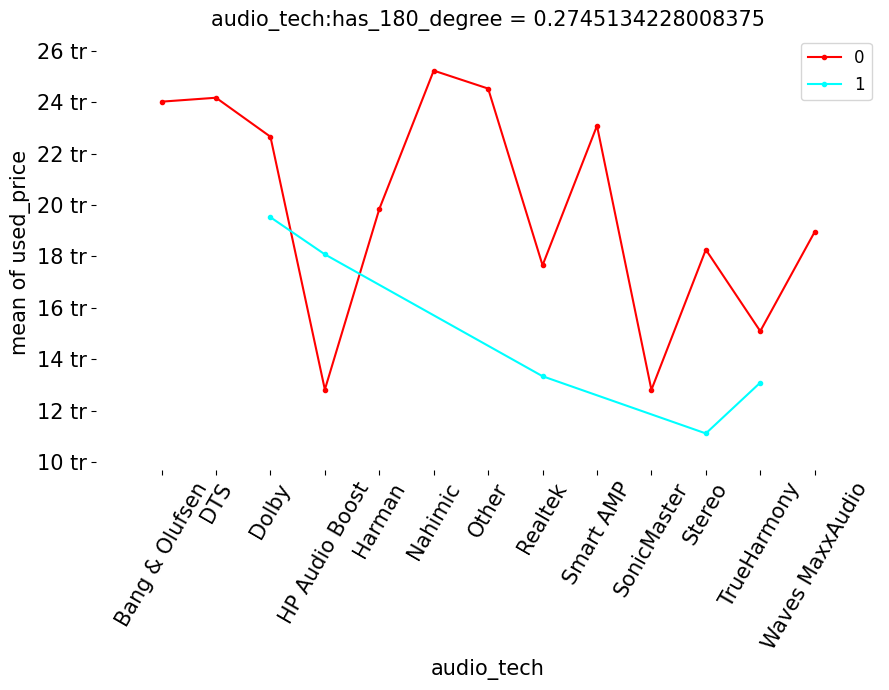 audio_tech:has_180_degree = 0.2745134228008375
0
1
26 tr
24 tr
22 tr
20 tr
18 tr
16 tr
14 tr
12 tr
10 tr
mean of used_price
Bang & Olufsen
DTS
Dolby
HP Audio Boost
Harman
Nahimic
Other
Realtek
Smart AMP
SonicMaster
Stereo
TrueHarmony
Waves MaxxAudio
audio_tech